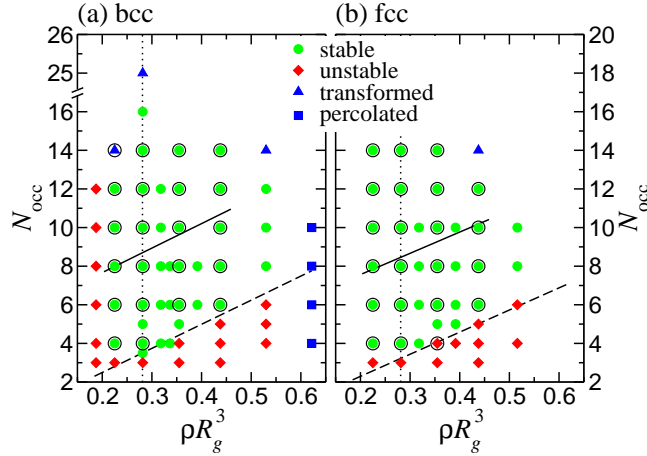 (a) bcc
(b) fcc
stable
unstable
transformed
percolated
N_occ
26
25
16
14
12
10
8
6
4
2
20
18
16
14
12
10
8
6
4
2
N_occ
0.2 0.3 0.4 0.5 0.6
0.2 0.3 0.4 0.5 0.6
ρR_g^3
ρR_g^3